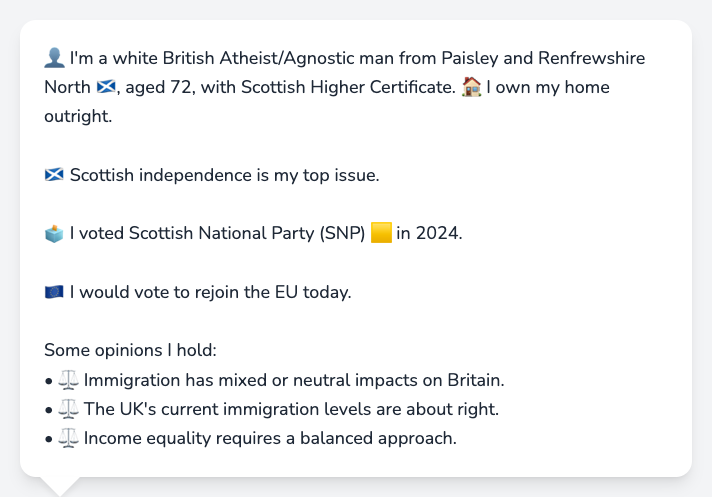 👤 I'm a white British Atheist/Agnostic man from Paisley and Renfrewshire
North 🏴󠁧󠁢󠁳󠁣󠁴󠁿, aged 72, with Scottish Higher Certificate. 🏠 I own my home
outright.
🏴󠁧󠁢󠁳󠁣󠁴󠁿 Scottish independence is my top issue.
🗳️ I voted Scottish National Party (SNP) 🟨 in 2024.
🇪🇺 I would vote to rejoin the EU today.
Some opinions I hold:
• ⚖️ Immigration has mixed or neutral impacts on Britain.
• ⚖️ The UK's current immigration levels are about right.
• ⚖️ Income equality requires a balanced approach.